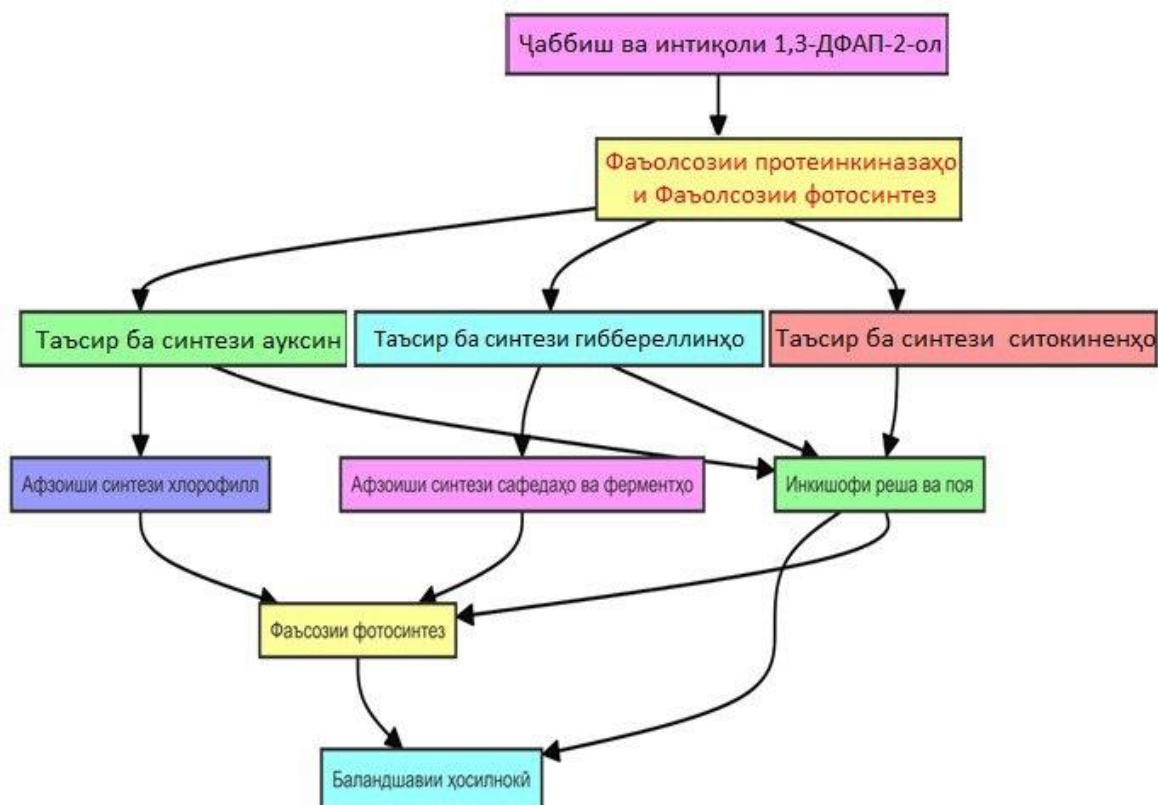 Ҷаббиш ва интиқоли 1,3-ДФАП-2-ол
Фаъолсозии протеинкиназаҳо
и Фаъолсозии фотосинтез
Таъсир ба синтези ауксин
Таъсир ба синтези гиббереллинҳо
Таъсир ба синтези ситокиненҳо
Афзоиши синтези хлорофилл
Афзоиши синтези сафедаҳо ва ферментҳо
Инкишофи реша ва поя
Фаъсозии фотосинтез
Баландшавии ҳосилнокӣ